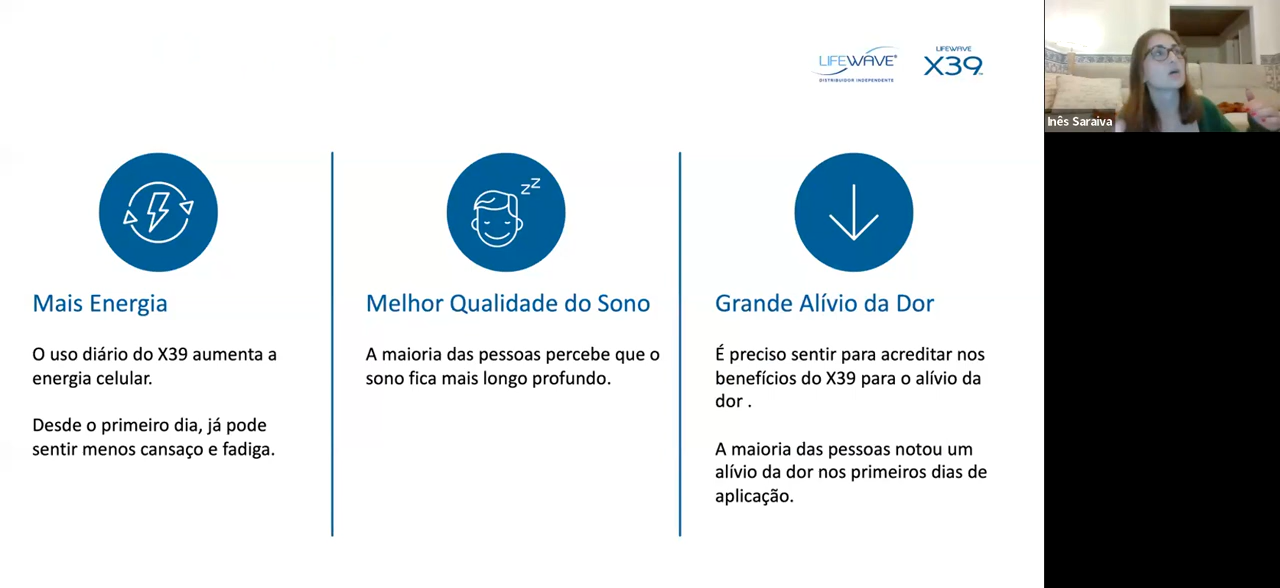 LIFEWAVE®
DISTRIBUIDOR INDEPENDENTE
LIFEWAVE
X39™
Inês Saraiva
zZZ
Mais Energia
O uso diário do X39 aumenta a
energia celular.
Desde o primeiro dia, já pode
sentir menos cansaço e fadiga.
Melhor Qualidade do Sono
A maioria das pessoas percebe que o
sono fica mais longo profundo.
Grande Alívio da Dor
É preciso sentir para acreditar nos
benefícios do X39 para o alívio da
dor .
A maioria das pessoas notou um
alívio da dor nos primeiros dias de
aplicação.